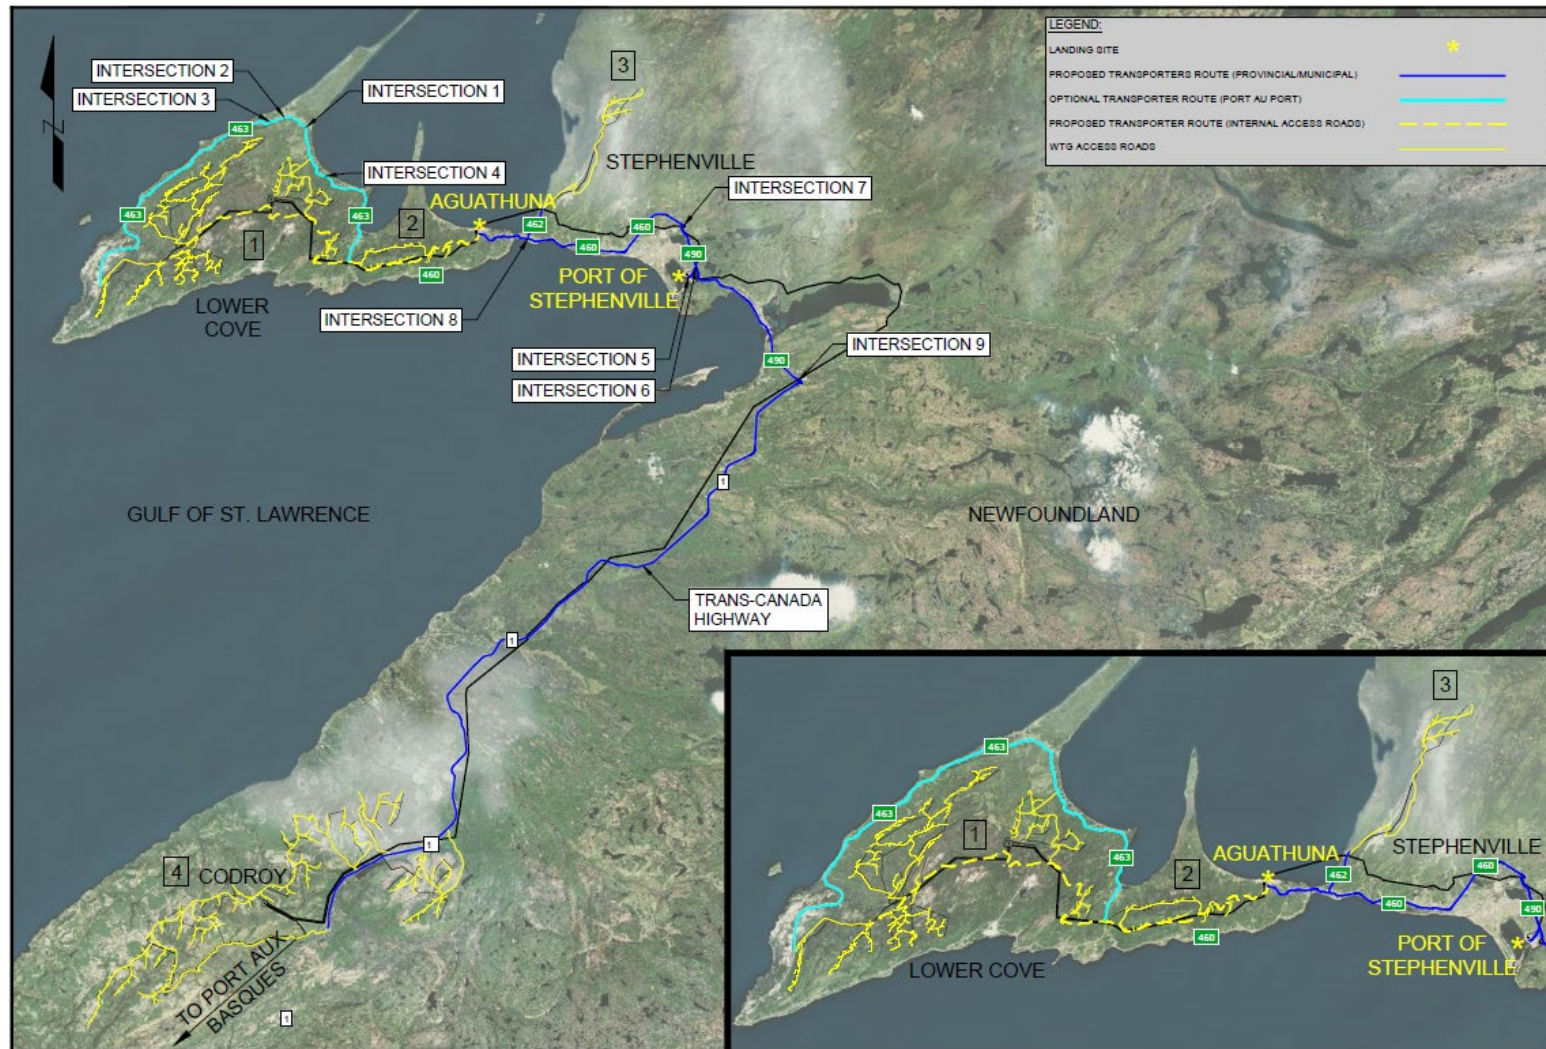 LEGEND:
LANDING SITE
PROPOSED TRANSPORTERS ROUTE (PROVINCIAL/MUNICIPAL)
OPTIONAL TRANSPORTER ROUTE (PORT AU PORT)
PROPOSED TRANSPORTER ROUTE (INTERNAL ACCESS ROADS)
WTG ACCESS ROADS
N
INTERSECTION 2
INTERSECTION 3
INTERSECTION 1
463
INTERSECTION 4
3
STEPHENVILLE
INTERSECTION 7
AGUATHUNA
463
463
2
462
460
460
1
490
460
PORT OF
STEPHENVILLE
LOWER
COVE
INTERSECTION 8
INTERSECTION 5
INTERSECTION 6
490
INTERSECTION 9
1
GULF OF ST. LAWRENCE
NEWFOUNDLAND
TRANS-CANADA
HIGHWAY
1
1
4
CODROY
TO PORT AUX
BASQUES
1
3
463
463
1
463
2
AGUATHUNA
STEPHENVILLE
462
460
460
490
460
LOWER COVE
PORT OF
STEPHENVILLE